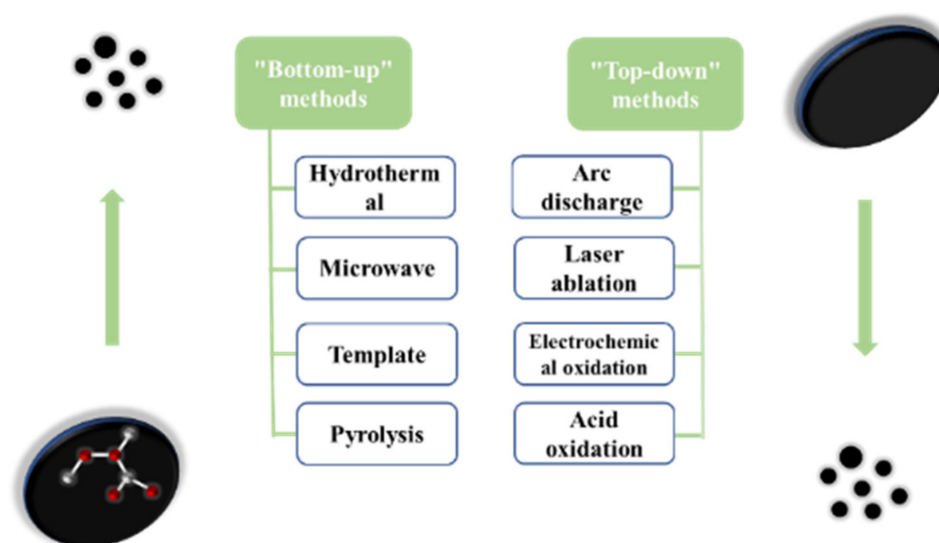 "Bottom-up"
methods
Hydrotherm
al
Microwave
Template
Pyrolysis
"Top-down"
methods
Arc
discharge
Laser
ablation
Electrochemic
al oxidation
Acid
oxidation